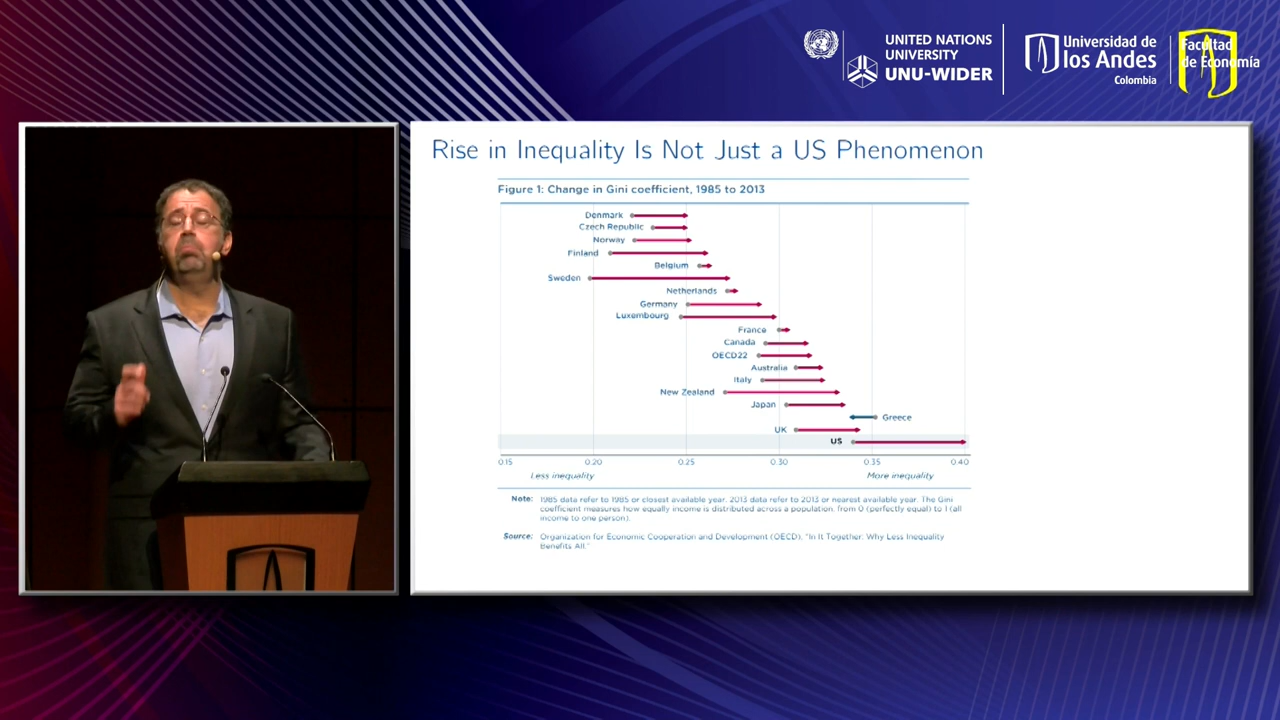 UNITED NATIONS
UNIVERSITY
UNU-WIDER
Universidad de
los Andes
Colombia
Facultad
de Economía
Rise in Inequality Is Not Just a US Phenomenon
Figure 1: Change in Gini coefficient, 1985 to 2013
Denmark
Czech Republic
Norway
Finland
Belgium
Sweden
Netherlands
Germany
Luxembourg
France
Canada
OECD22
Australia
Italy
New Zealand
Japan
Greece
UK
US
0.15 0.20 0.25 0.30 0.35 0.40
Less inequality More inequality
Note: 1985 data refer to 1985 or closest available year. 2013 data refer to 2013 or nearest available year. The Gini
coefficient measures how equally income is distributed across a population, from 0 (perfectly equal) to 1 (all
income to one person).
Source: Organization for Economic Cooperation and Development (OECD), "In It Together: Why Less Inequality
Benefits All."